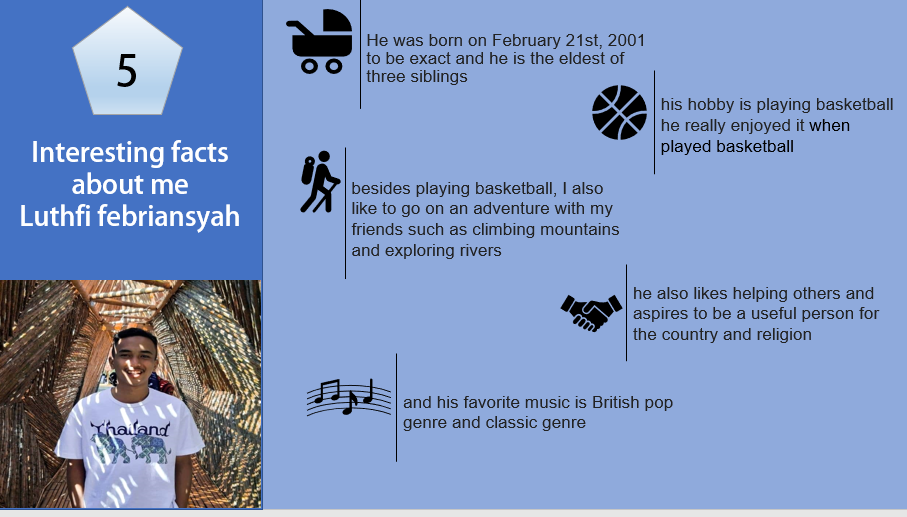 5
Interesting facts
about me
Luthfi febriansyah
He was born on February 21st, 2001
to be exact and he is the eldest of
three siblings
his hobby is playing basketball
he really enjoyed it when
played basketball
besides playing basketball, I also
like to go on an adventure with my
friends such as climbing mountains
and exploring rivers
he also likes helping others and
aspires to be a useful person for
the country and religion
and his favorite music is British pop
genre and classic genre
Thailand